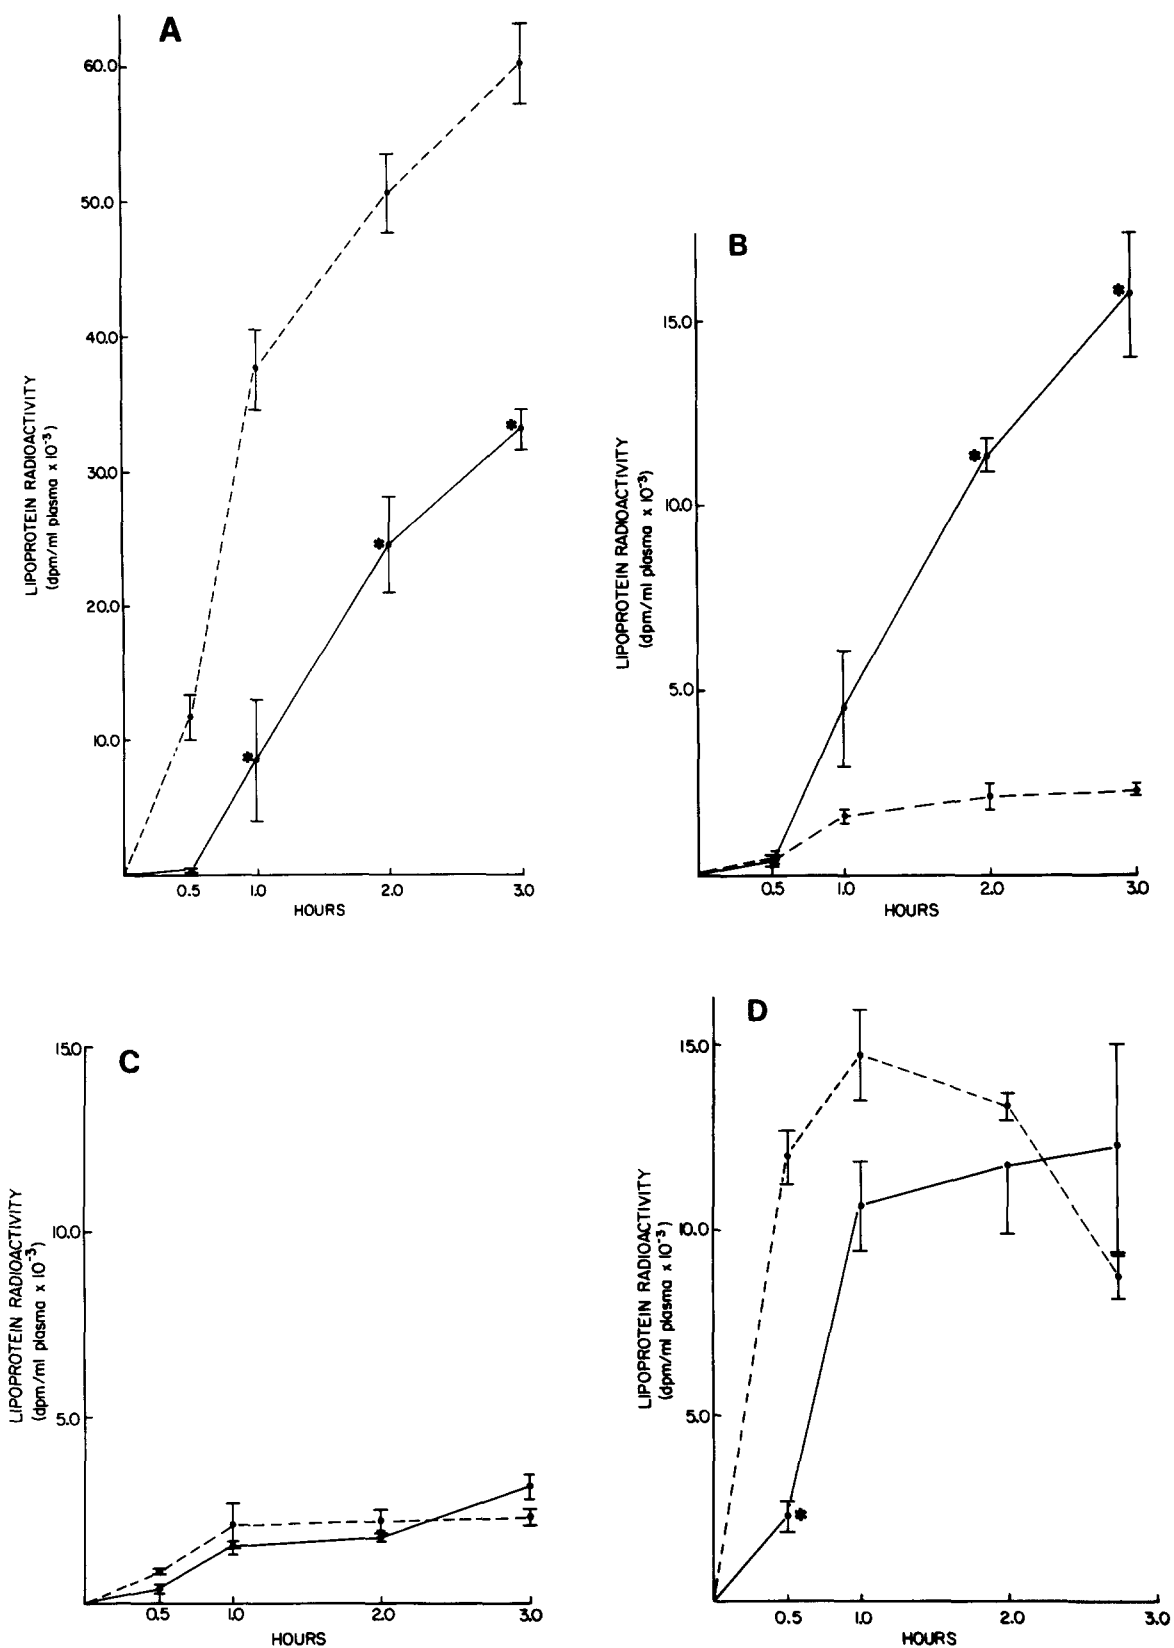 A
60.0
50.0
40.0
30.0
20.0
10.0
LIPOPROTEIN RADIOACTIVITY
(dpm/ml plasma x 10⁻³)
0.5 1.0 2.0 3.0
HOURS
B
15.0
10.0
5.0
LIPOPROTEIN RADIOACTIVITY
(dpm/ml plasma x 10⁻³)
0.5 1.0 2.0 3.0
HOURS
C
15.0
10.0
5.0
LIPOPROTEIN RADIOACTIVITY
(dpm/ml plasma x 10⁻³)
0.5 1.0 2.0 3.0
HOURS
D
15.0
10.0
5.0
LIPOPROTEIN RADIOACTIVITY
(dpm/ml plasma x 10⁻³)
0.5 1.0 2.0 3.0
HOURS